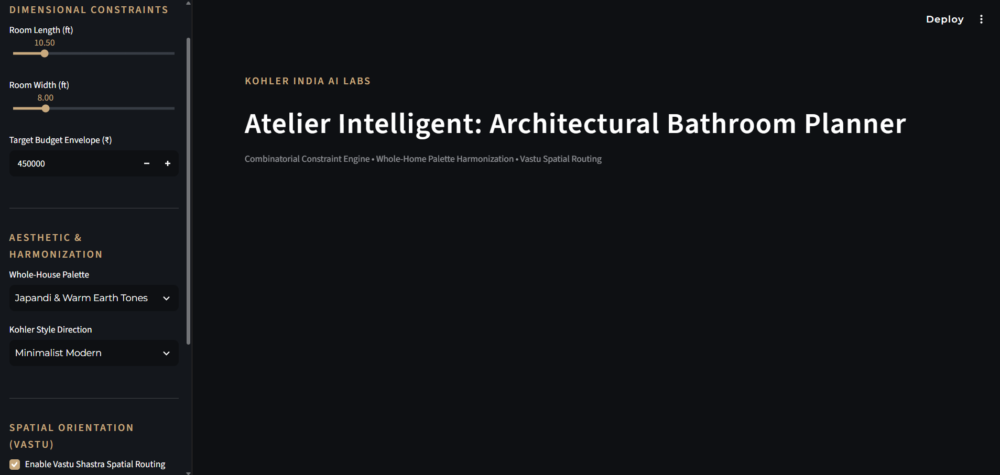 DIMENSIONAL CONSTRAINTS
Room Length (ft)
10.50
Room Width (ft)
8.00
Target Budget Envelope (₹)
450000
AESTHETIC &
HARMONIZATION
Whole-House Palette
Japandi & Warm Earth Tones
Kohler Style Direction
Minimalist Modern
SPATIAL ORIENTATION
(VASTU)
Enable Vastu Shastra Spatial Routing
Deploy
KOHLER INDIA AI LABS
Atelier Intelligent: Architectural Bathroom Planner
Combinatorial Constraint Engine • Whole-Home Palette Harmonization • Vastu Spatial Routing